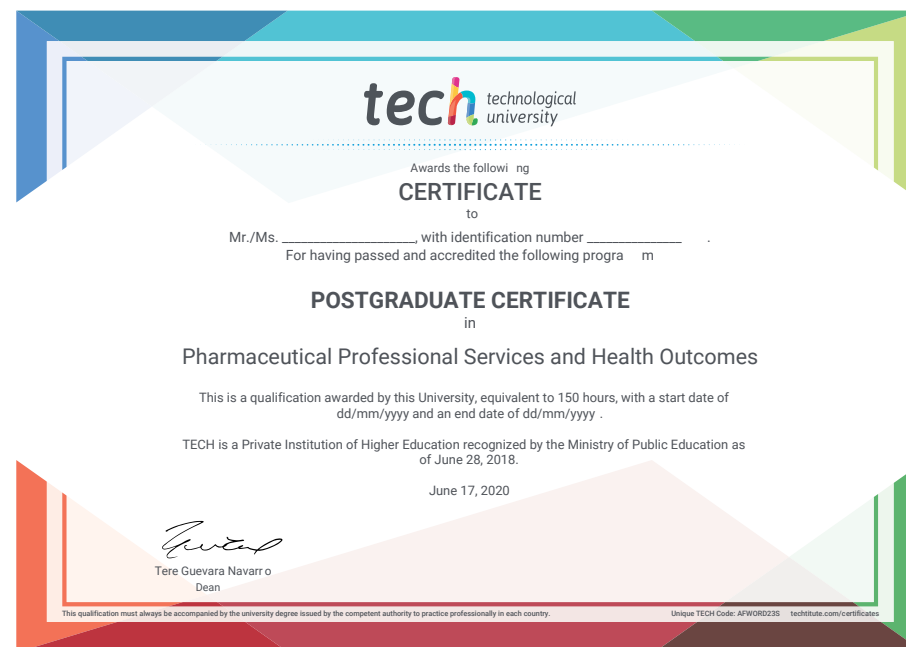 tech technological
university
Awards the followi ng
CERTIFICATE
to
Mr./Ms. ___________________, with identification number ______________ .
For having passed and accredited the following progra m
POSTGRADUATE CERTIFICATE
in
Pharmaceutical Professional Services and Health Outcomes
This is a qualification awarded by this University, equivalent to 150 hours, with a start date of
dd/mm/yyyy and an end date of dd/mm/yyyy .
TECH is a Private Institution of Higher Education recognized by the Ministry of Public Education as
of June 28, 2018.
June 17, 2020
Tere Guevara Navarr o
Dean
This qualification must always be accompanied by the university degree issued by the competent authority to practice professionally in each country. Unique TECH Code: AFWORD23S techtitute.com/certificates